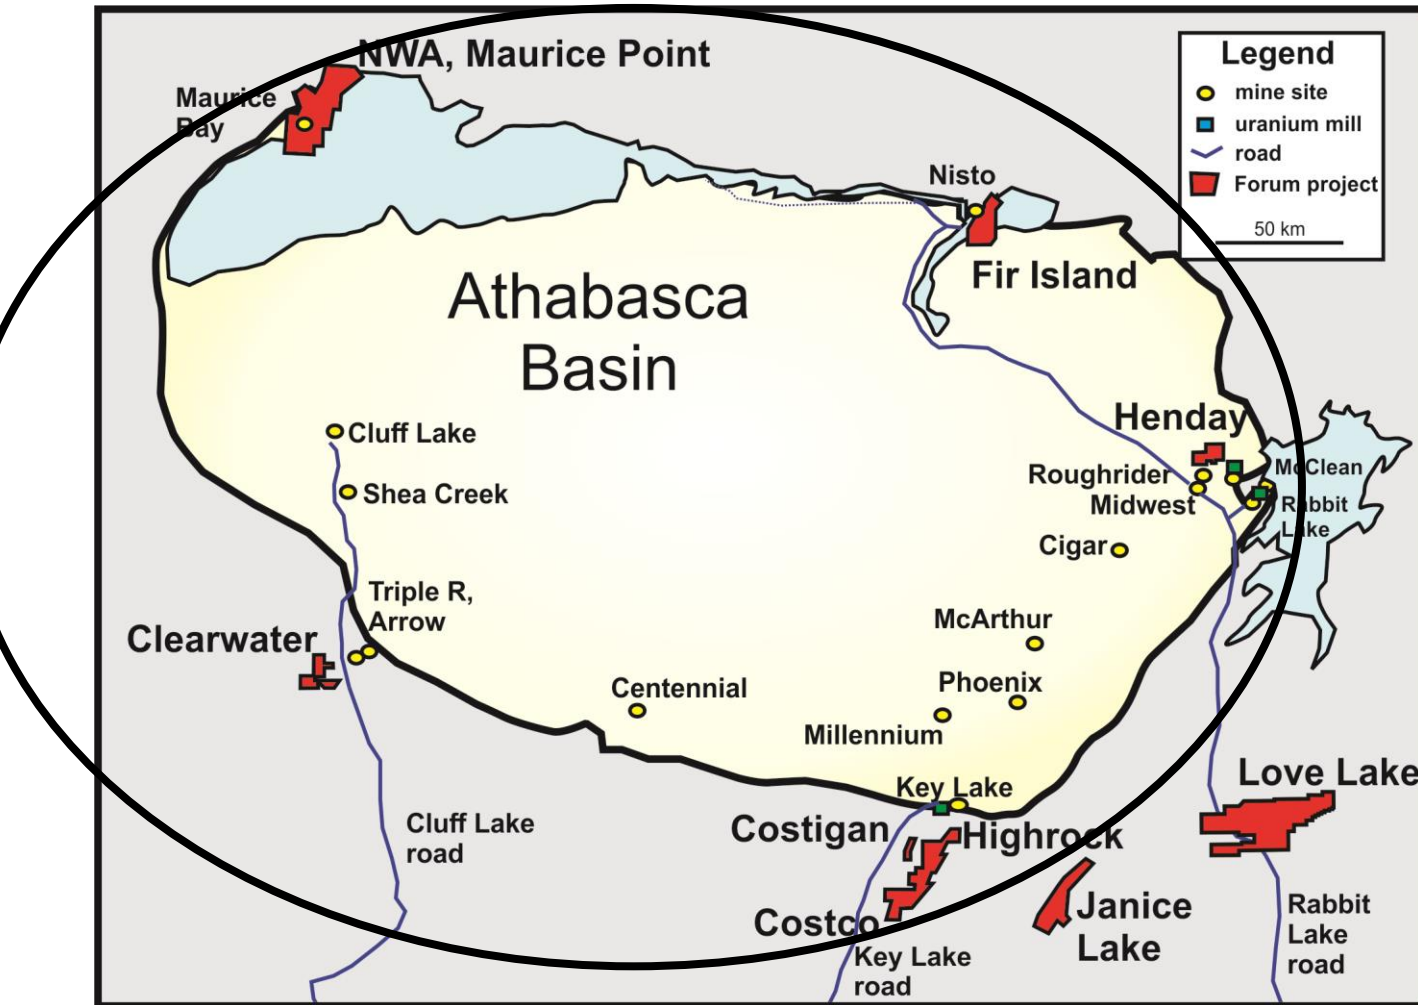 NWA, Maurice Point
Maurice
Bay
Legend
mine site
uranium mill
road
Forum project
50 km
Nisto
Fir Island
Athabasca
Basin
Henday
Cluff Lake
Shea Creek
Roughrider
Midwest
McClean
Rabbit
Lake
Cigar
Triple R,
Arrow
Clearwater
McArthur
Centennial
Phoenix
Millennium
Key Lake
Love Lake
Cluff Lake
road
Costigan
Highrock
Costco
Janice
Lake
Key Lake
road
Rabbit
Lake
road